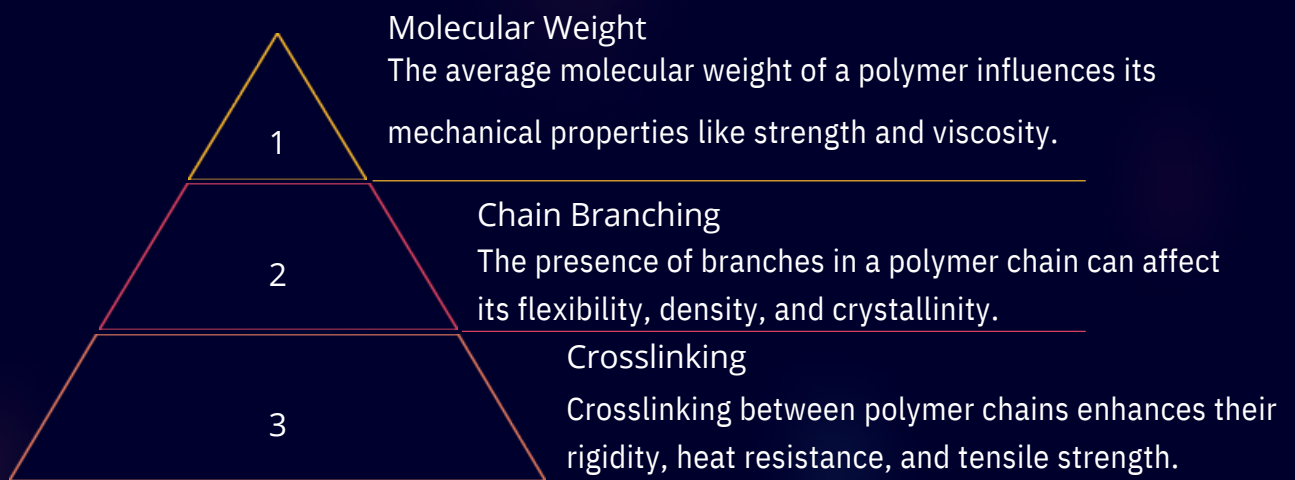 Molecular Weight
The average molecular weight of a polymer influences its
mechanical properties like strength and viscosity.
1
Chain Branching
The presence of branches in a polymer chain can affect
its flexibility, density, and crystallinity.
2
Crosslinking
Crosslinking between polymer chains enhances their
rigidity, heat resistance, and tensile strength.
3